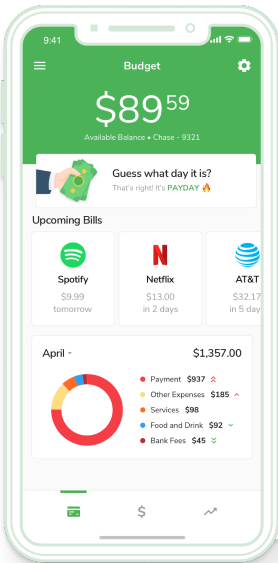 9:41
Budget
$89 59
Available Balance • Chase - 9321
Guess what day it is?
That's right! It's PAYDAY 🔥
Upcoming Bills
N
Spotify
Netflix
AT&T
$9.99
$13.00
$32.17
tomorrow
in 2 days
in 5 day
April -
$1,357.00
Payment $937
Other Expenses $185
Services $98
Food and Drink $92
Bank Fees $45
$